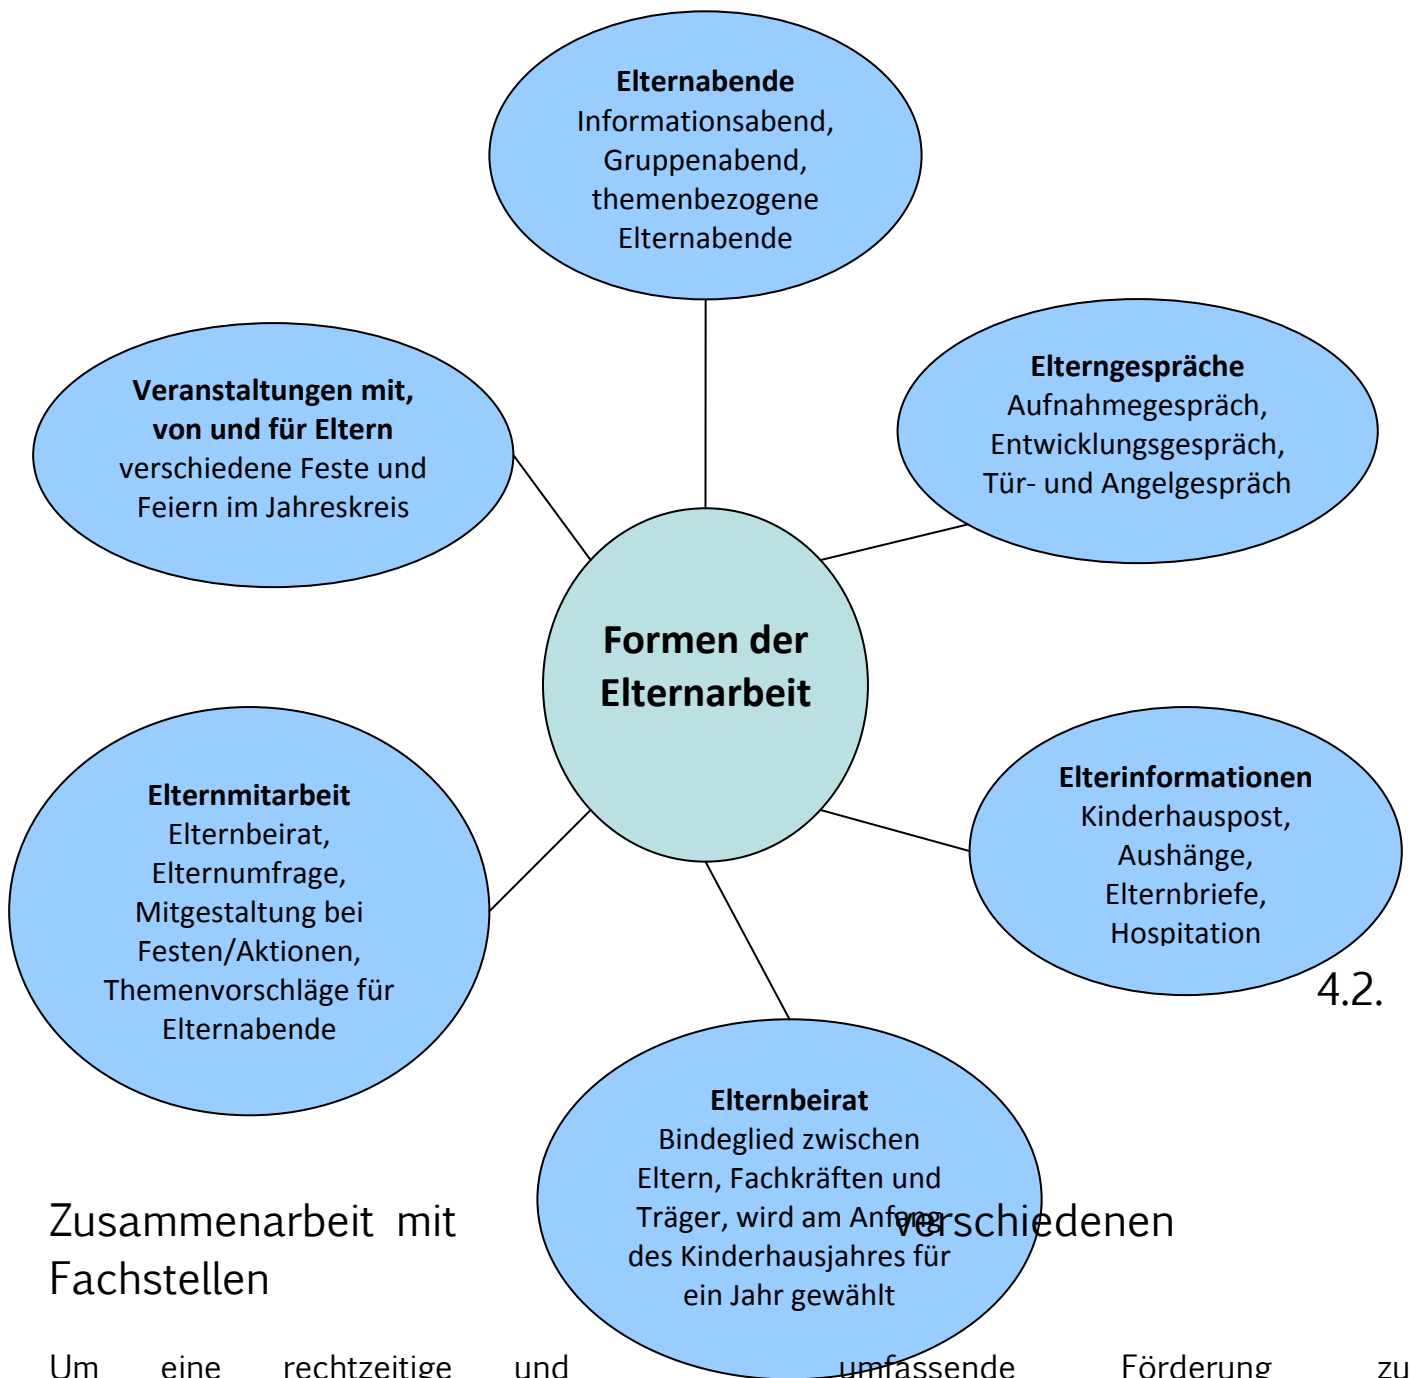 Elternabende
Informationsabend,
Gruppenabend,
themenbezogene
Elternabende
Elterngespräche
Aufnahmegespräch,
Entwicklungsgespräch,
Tür- und Angelgespräch
Veranstaltungen mit,
von und für Eltern
verschiedene Feste und
Feiern im Jahreskreis
Formen der
Elternarbeit
Elterinformationen
Kinderhauspost,
Aushänge,
Elternbriefe,
Hospitation
Elternmitarbeit
Elternbeirat,
Elternumfrage,
Mitgestaltung bei
Festen/Aktionen,
Themenvorschläge für
Elternabende
Elternbeirat
Bindeglied zwischen
Eltern, Fachkräften und
Träger, wird am Anfang
des Kinderhausjahres für
ein Jahr gewählt
4.2.
Zusammenarbeit mit verschiedenen
Fachstellen
Um eine rechtzeitige und umfassende Förderung zu